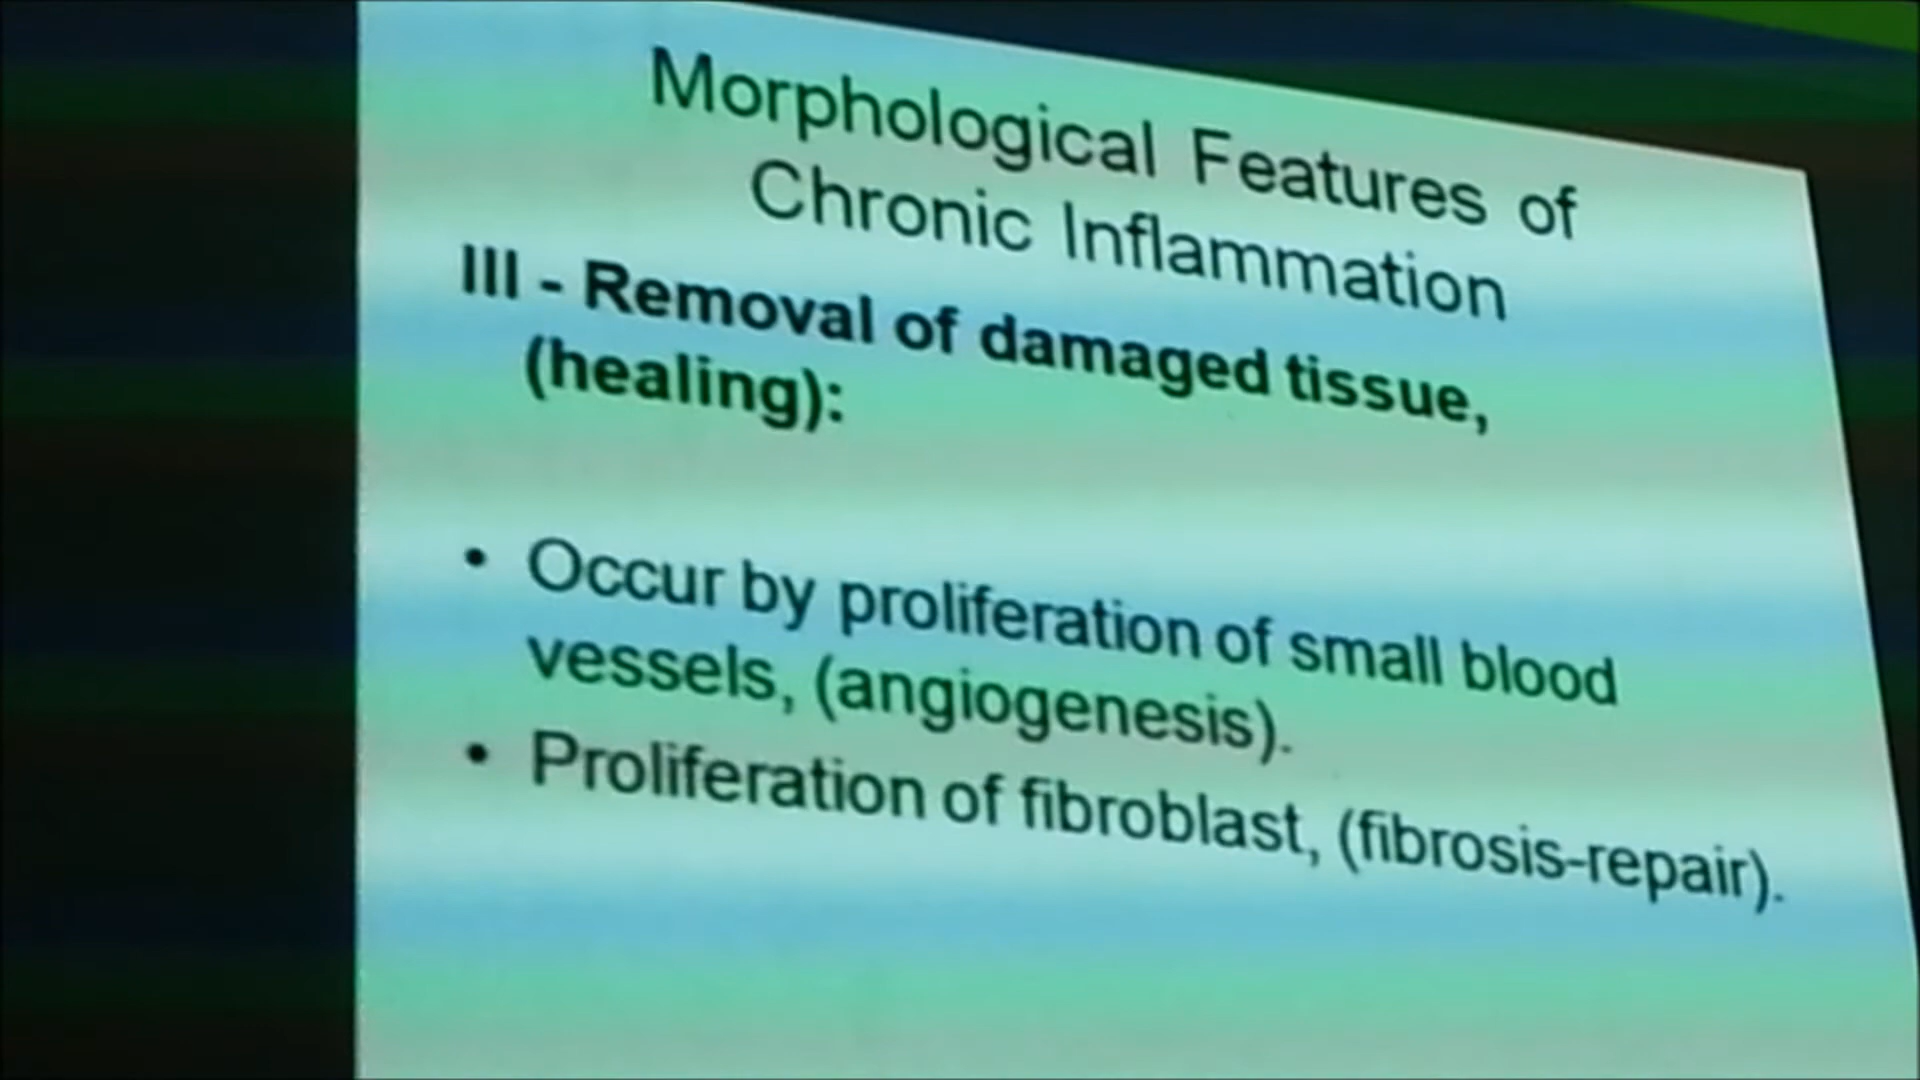 Morphological Features of
Chronic Inflammation
III - Removal of damaged tissue,
(healing):
• Occur by proliferation of small blood
vessels, (angiogenesis).
• Proliferation of fibroblast, (fibrosis-repair).